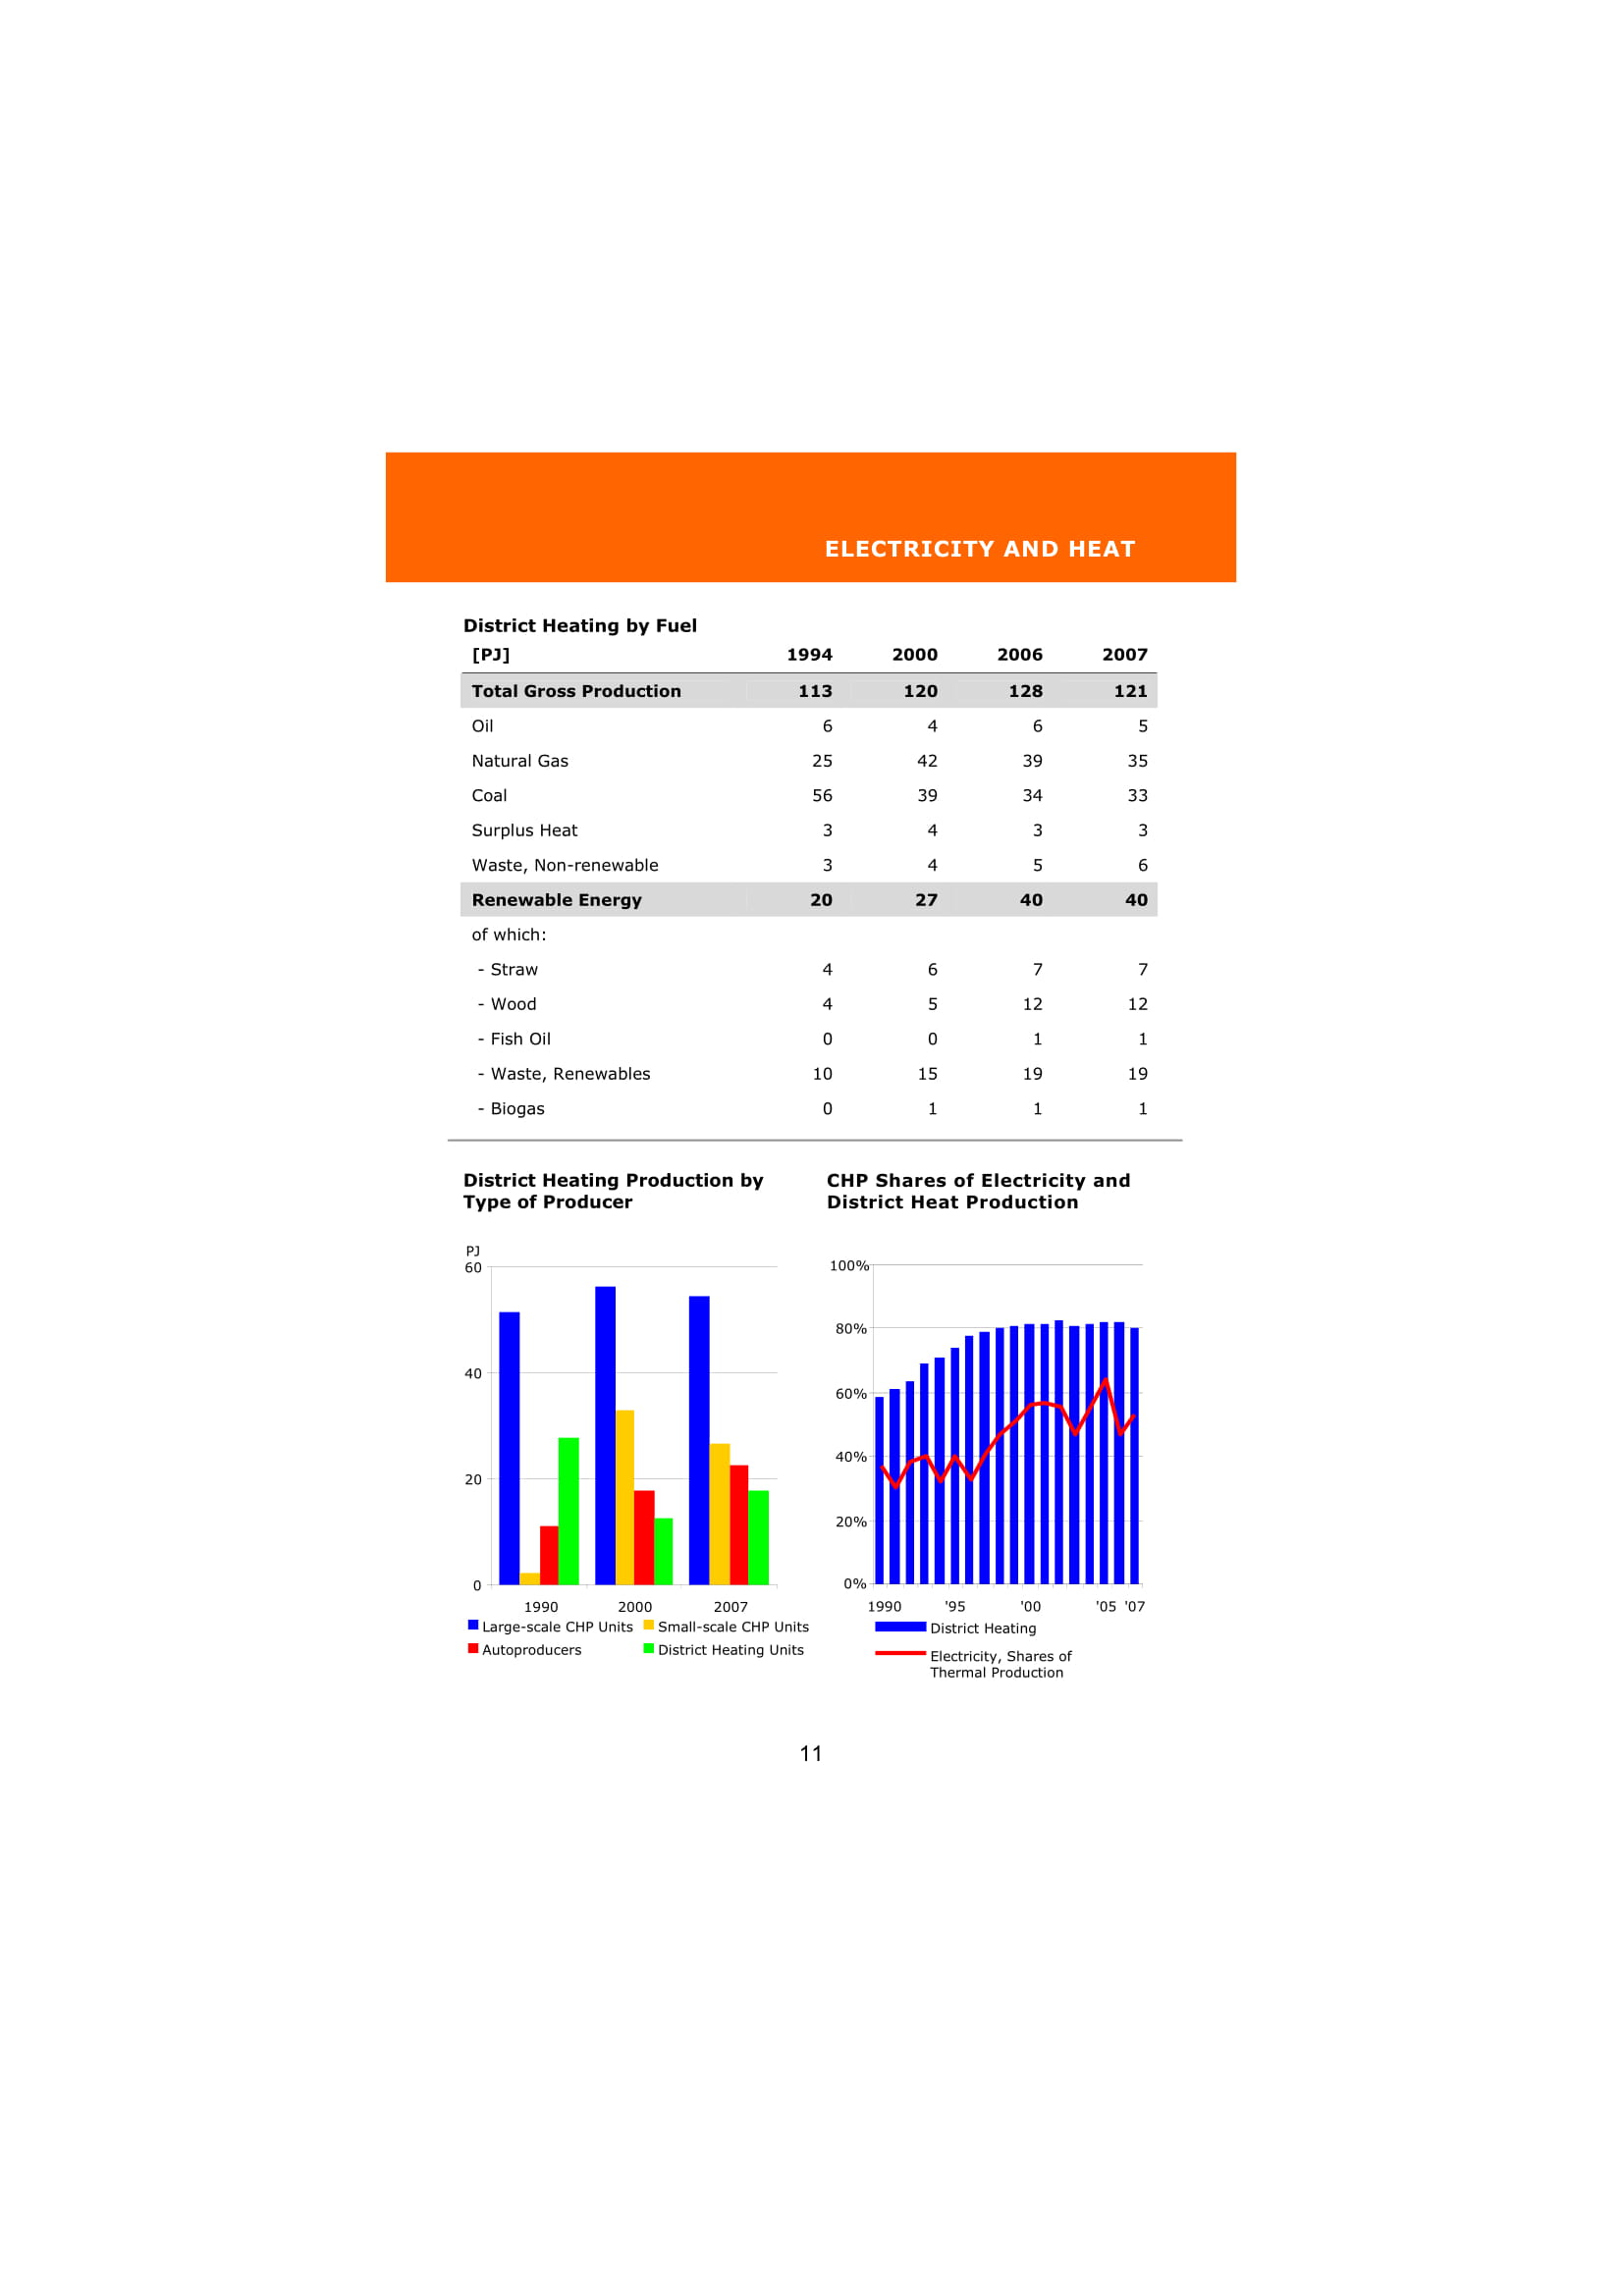 ELECTRICITY AND HEAT
District Heating by Fuel
[PJ] 1994 2000 2006 2007
Total Gross Production 113 120 128 121
Oil 6 4 6 5
Natural Gas 25 42 39 35
Coal 56 39 34 33
Surplus Heat 3 4 3 3
Waste, Non-renewable 3 4 5 6
Renewable Energy 20 27 40 40
of which:
- Straw 4 6 7 7
- Wood 4 5 12 12
- Fish Oil 0 0 1 1
- Waste, Renewables 10 15 19 19
- Biogas 0 1 1 1
District Heating Production by
Type of Producer
PJ
60
40
20
0
1990 2000 2007
Large-scale CHP Units Small-scale CHP Units
Autoproducers District Heating Units
CHP Shares of Electricity and
District Heat Production
100%
80%
60%
40%
20%
0%
1990 '95 '00 '05 '07
District Heating
Electricity, Shares of
Thermal Production
11